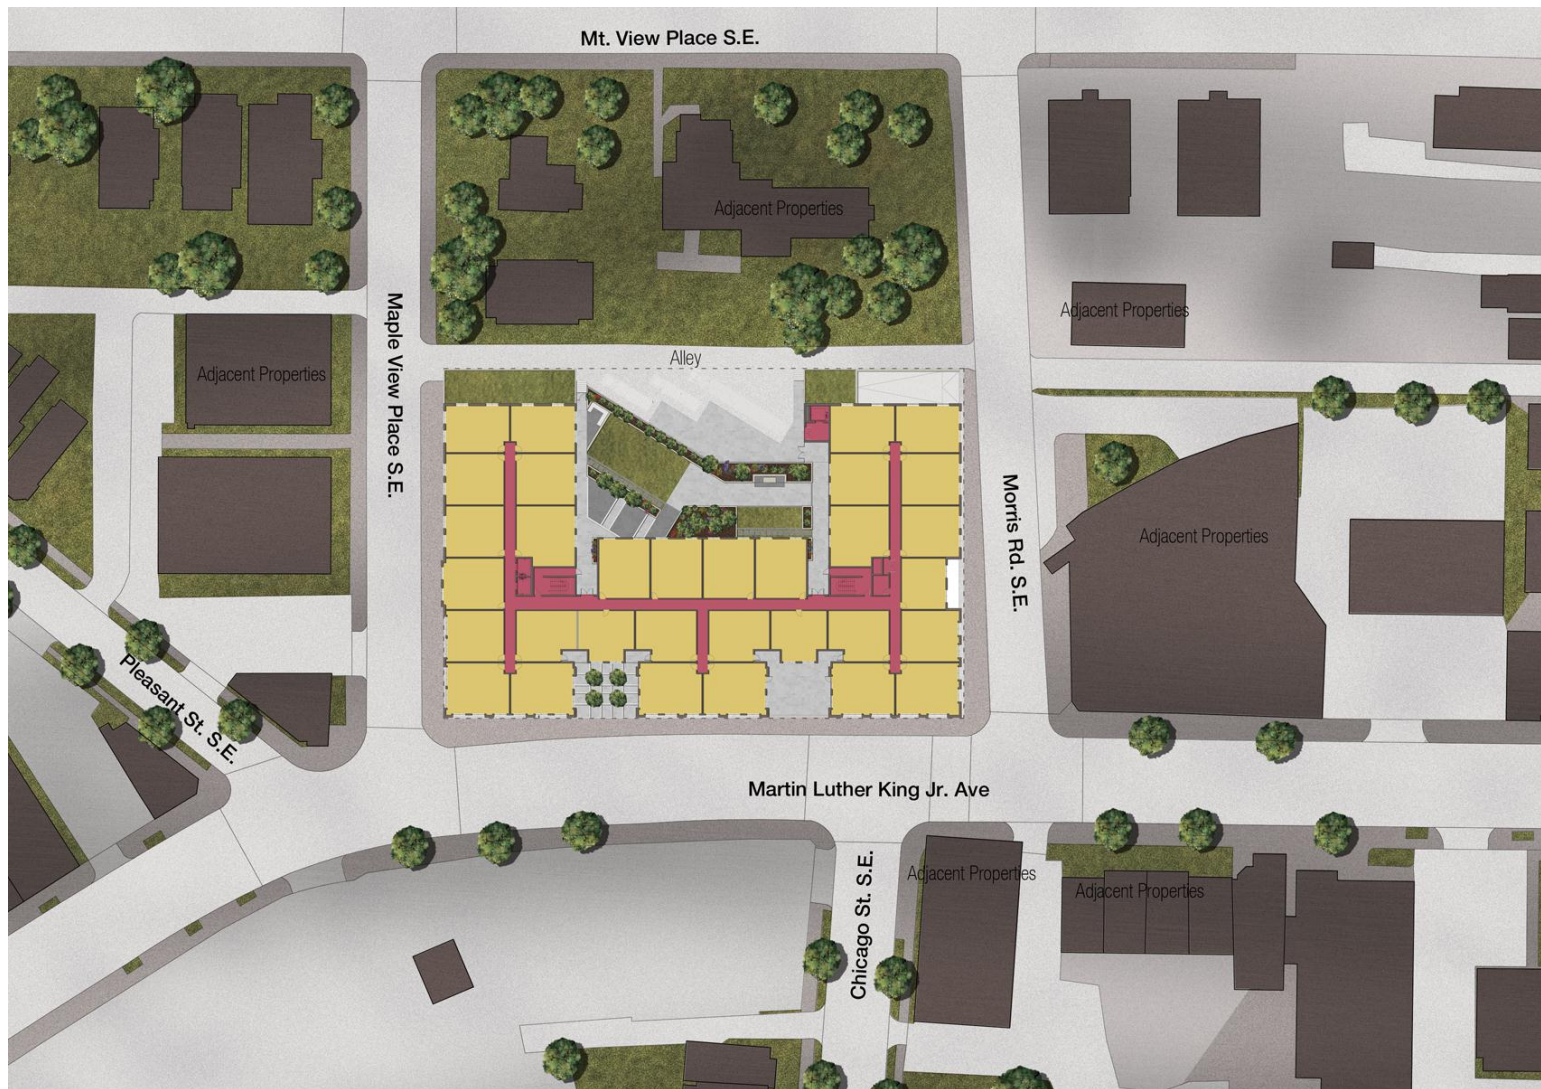 Mt. View Place S.E.
Adjacent Properties
Adjacent Properties
Maple View Place S.E.
Alley
Adjacent Properties
Morris Rd. S.E.
Adjacent Properties
Pleasant St. S.E.
Martin Luther King Jr. Ave
Chicago St. S.E.
Adjacent Properties
Adjacent Properties